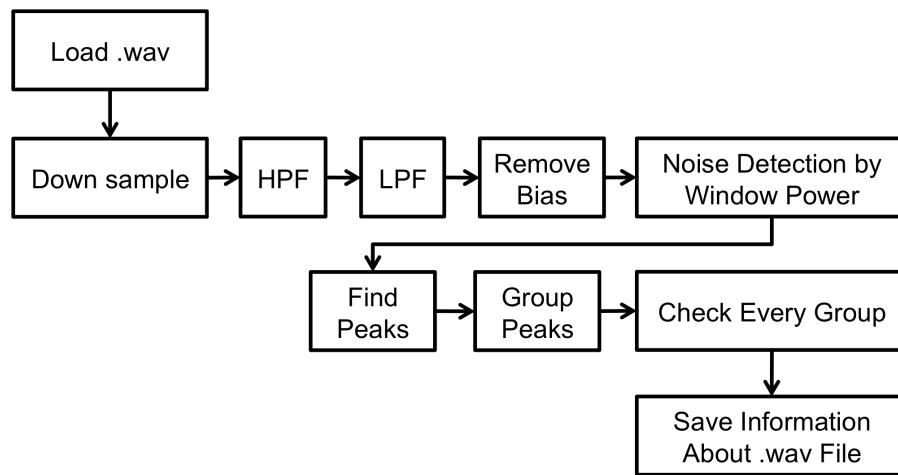 Load .wav
Down sample
HPF
LPF
Remove
Bias
Noise Detection by
Window Power
Find
Peaks
Group
Peaks
Check Every Group
Save Information
About .wav File